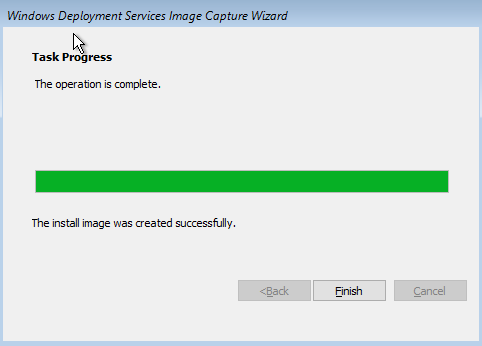 Windows Deployment Services Image Capture Wizard
Task Progress
The operation is complete.
The install image was created successfully.
<Back Finish Cancel